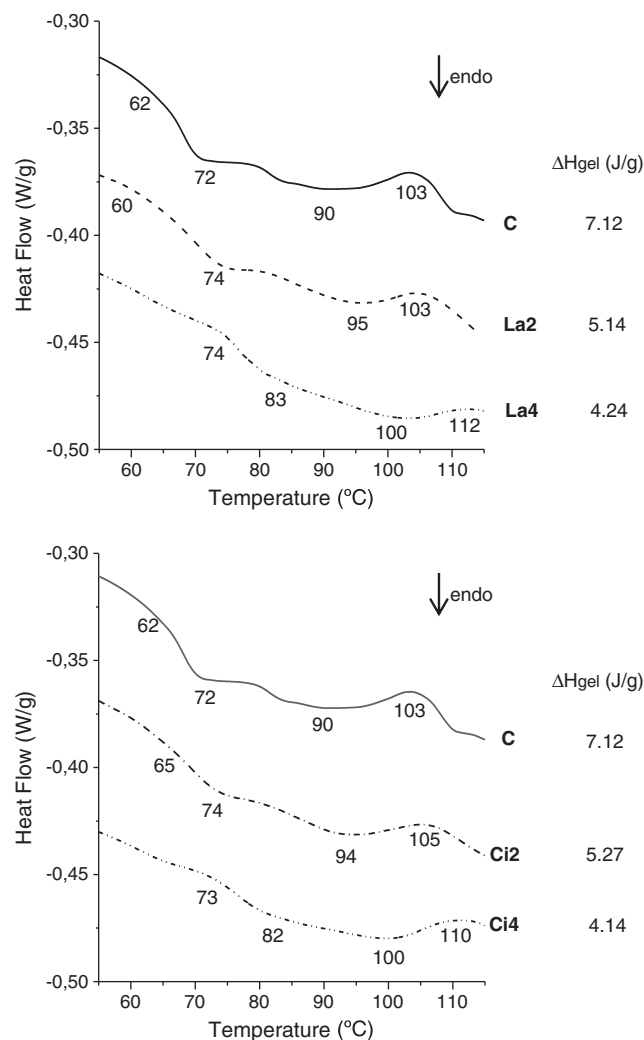 -0,30
endo
62
-0,35
ΔHgel (J/g)
72
90
103
C
7.12
60
-0,40
Heat Flow (W/g)
74
95
103
La2
5.14
-0,45
74
83
La4
4.24
100
112
-0,50
60 70 80 90 100 110
Temperature (°C)
-0,30
endo
62
-0,35
ΔHgel (J/g)
72
90
103
C
7.12
65
-0,40
Heat Flow (W/g)
74
94
105
Ci2
5.27
-0,45
73
82
Ci4
4.14
100
110
-0,50
60 70 80 90 100 110
Temperature (°C)